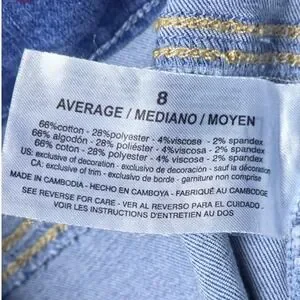 8
AVERAGE / MEDIANO / MOYEN
66%cotton - 28%polyester - 4%viscose - 2% spandex
66% algodón - 28% poliéster - 4% viscosa - 2% spandex
66% coton - 28% polyester - 4% viscose - 2% spandex
US: exclusive of decoration - exclusivo de decoración - sauf la décoration
CA: exclusive of trim - exclusivo de borde - garniture non comprise
MADE IN CAMBODIA - HECHO EN CAMBOYA - FABRIQUÉ AU CAMBODGE
SEE REVERSE FOR CARE - VER AL REVERSO PARA EL CUIDADO
VOIR LES INSTRUCTIONS D'ENTRETIEN AU DOS